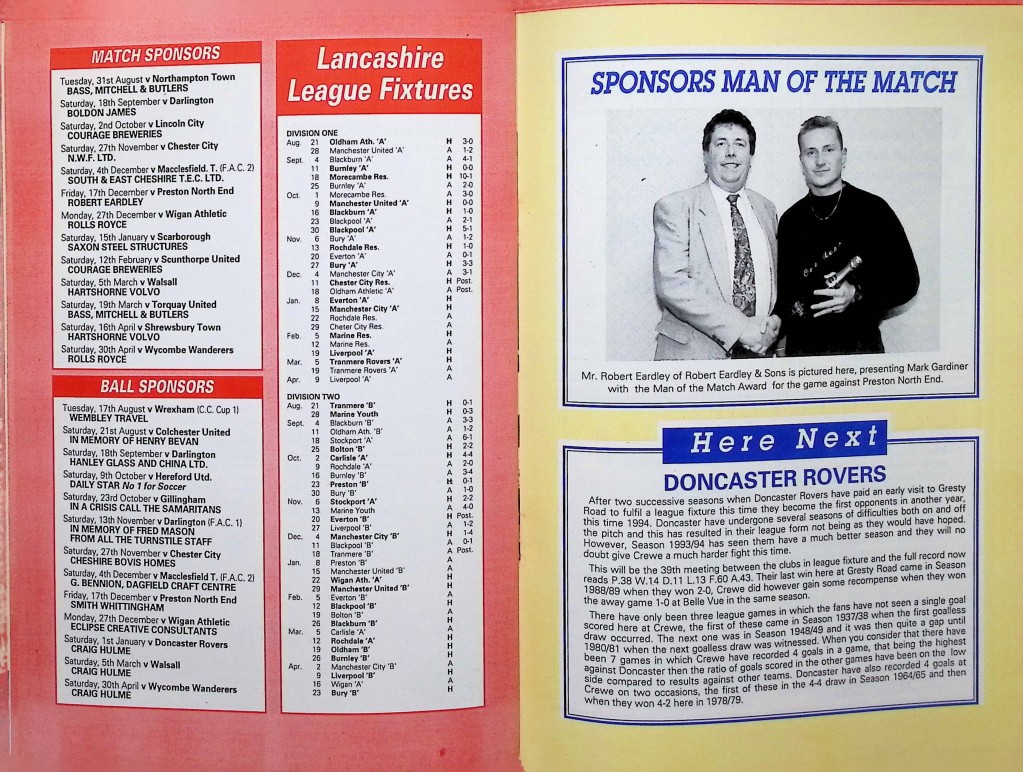 MATCH SPONSORS
Tuesday, 31st August v Northampton Town
BASS, MITCHELL & BUTLERS
Saturday, 18th September v Darlington
BOLDON JAMES
Saturday, 2nd October v Lincoln City
COURAGE BREWERIES
Saturday, 27th November v Chester City
N.W.F. LTD.
Saturday, 4th December v Macclesfield. T. (F.A.C. 2)
SOUTH & EAST CHESHIRE T.E.C. LTD.
Friday, 17th December v Preston North End
ROBERT EARDLEY
Monday, 27th December v Wigan Athletic
ROLLS ROYCE
Saturday, 15th January v Scarborough
SAXON STEEL STRUCTURES
Saturday, 12th February v Scunthorpe United
COURAGE BREWERIES
Saturday, 5th March v Walsall
HARTSHORNE VOLVO
Saturday, 19th March v Torquay United
BASS, MITCHELL & BUTLERS
Saturday, 16th April v Shrewsbury Town
HARTSHORNE VOLVO
Saturday, 30th April v Wycombe Wanderers
ROLLS ROYCE
BALL SPONSORS
Tuesday, 17th August v Wrexham (C.C. Cup 1)
WEMBLEY TRAVEL
Saturday, 21st August v Colchester United
IN MEMORY OF HENRY BEVAN
Saturday, 18th September v Darlington
HANLEY GLASS AND CHINA LTD.
Saturday, 9th October v Hereford Utd.
DAILY STAR No 1 for Soccer
Saturday, 23rd October v Gillingham
IN A CRISIS CALL THE SAMARITANS
Saturday, 13th November v Darlington (F.A.C. 1)
IN MEMORY OF FRED MASON
FROM ALL THE TURNSTILE STAFF
Saturday, 27th November v Chester City
CHESHIRE BOVIS HOMES
Saturday, 4th December v Macclesfield T. (F.A.C. 2)
G. BENNION, DAGFIELD CRAFT CENTRE
Friday, 17th December v Preston North End
SMITH WHITTINGHAM
Monday, 27th December v Wigan Athletic
ECLIPSE CREATIVE CONSULTANTS
Saturday, 1st January v Doncaster Rovers
CRAIG HULME
Saturday, 5th March v Walsall
CRAIG HULME
Saturday, 30th April v Wycombe Wanderers
CRAIG HULME
Lancashire
League Fixtures
DIVISION ONE
Aug. 21 Oldham Ath. 'A' H 3-0
28 Manchester United 'A' A 1-2
Sept. 4 Blackburn 'A' A 4-1
11 Burnley 'A' H 0-0
18 Morecambe Res. H 10-1
25 Burnley 'A' A 2-0
Oct. 1 Morecambe Res. A 3-0
9 Manchester United 'A' H 0-0
16 Blackburn 'A' H 1-0
23 Blackpool 'A' A 2-1
30 Blackpool 'A' H 5-1
Nov. 6 Bury 'A' A 1-2
13 Rochdale Res. H 1-0
20 Everton 'A' A 0-1
27 Bury 'A' H 3-3
Dec. 4 Manchester City 'A' A 3-1
11 Chester City Res. H Post.
18 Oldham Athletic 'A' A Post.
Jan. 8 Everton 'A' H
15 Manchester City 'A' H
22 Rochdale Res. A
29 Cheter City Res. A
Feb. 5 Marine Res. H
12 Marine Res. A
19 Liverpool 'A' H
Mar. 5 Tranmere Rovers 'A' H
19 Tranmere Rovers 'A' A
Apr. 9 Liverpool 'A' A
DIVISION TWO
Aug. 21 Tranmere 'B' H 0-1
28 Marine Youth H 0-3
Sept. 4 Blackburn 'B' A 3-3
11 Oldham Ath. 'B' A 1-2
18 Stockport 'A' A 6-1
25 Bolton 'B' H 2-2
Oct. 2 Carlisle 'A' H 4-4
9 Rochdale 'A' A 2-0
16 Burnley 'B' A 3-4
23 Preston 'B' H 0-1
30 Bury 'B' A 1-0
Nov. 6 Stockport 'A' H 2-2
13 Marine Youth A 4-0
20 Everton 'B' H Post.
27 Liverpool 'B' A 1-2
Dec. 4 Manchester City 'B' H 1-4
11 Blackpool 'B' A 0-1
18 Tranmere 'B' A Post.
Jan. 8 Preston 'B' A
15 Manchester United 'B' A
22 Wigan Ath. 'A' H
29 Manchester United 'B' H
Feb. 5 Everton 'B' A
12 Blackpool 'B' H
19 Bolton 'B' A
26 Blackburn 'B' H
Mar. 5 Carlisle 'A' A
12 Rochdale 'A' H
19 Oldham 'B' H
26 Burnley 'B' H
Apr. 2 Manchester City 'B' A
9 Liverpool 'B' H
16 Wigan 'A' A
23 Bury 'B' H
SPONSORS MAN OF THE MATCH
Mr. Robert Eardley of Robert Eardley & Sons is pictured here, presenting Mark Gardiner
with the Man of the Match Award for the game against Preston North End.
Here Next
DONCASTER ROVERS
After two successive seasons when Doncaster Rovers have paid an early visit to Gresty
Road to fulfil a league fixture this time they become the first opponents in another year,
this time 1994. Doncaster have undergone several seasons of difficulties both on and off
the pitch and this has resulted in their league form not being as they would have hoped.
However, Season 1993/94 has seen them have a much better season and they will no
doubt give Crewe a much harder fight this time.
This will be the 39th meeting between the clubs in league fixture and the full record now
reads P.38 W.14 D.11 L.13 F.60 A.43. Their last win here at Gresty Road came in Season
1988/89 when they won 2-0, Crewe did however gain some recompense when they won
the away game 1-0 at Belle Vue in the same season.
There have only been three league games in which the fans have not seen a single goal
scored here at Crewe, the first of these came in Season 1937/38 when the first goalless
draw occurred. The next one was in Season 1948/49 and it was then quite a gap until
1980/81 when the next goalless draw was witnessed. When you consider that there have
been 7 games in which Crewe have recorded 4 goals in a game, that being the highest
against Doncaster then the ratio of goals scored in the other games have been on the low
side compared to results against other teams. Doncaster have also recorded 4 goals at
Crewe on two occasions, the first of these in the 4-4 draw in Season 1964/65 and then
when they won 4-2 here in 1978/79.